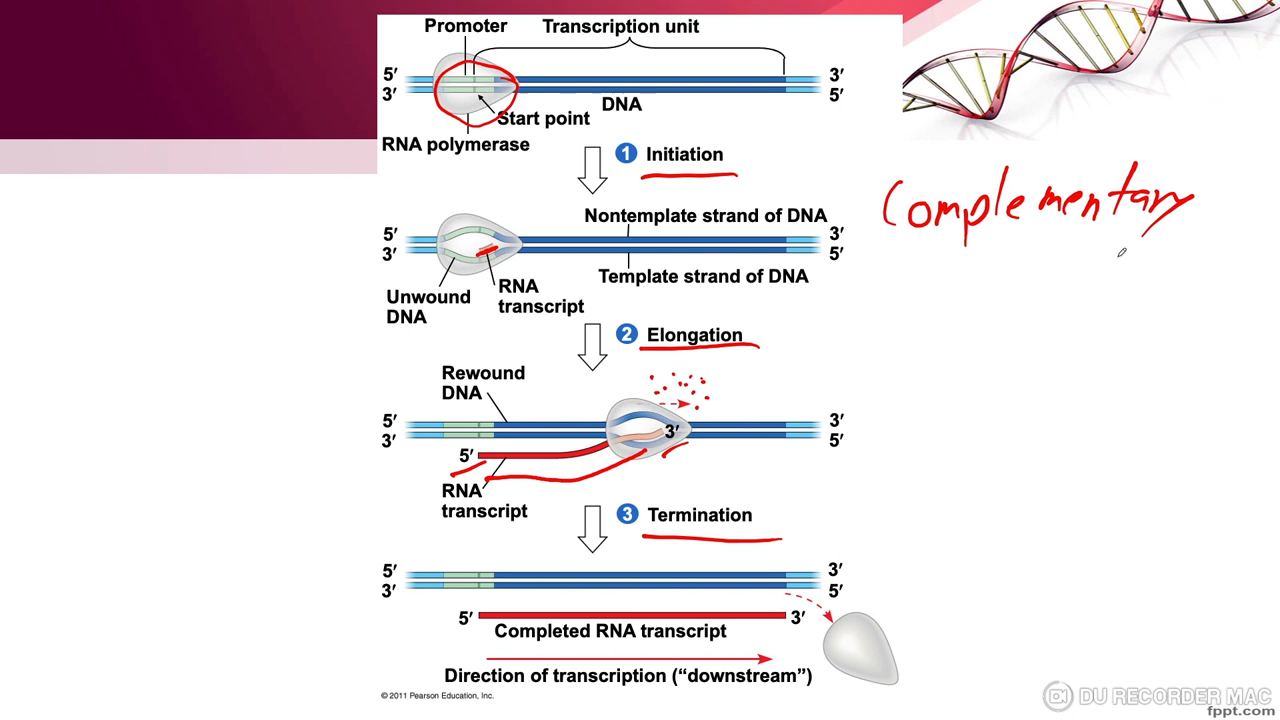 Promoter
Transcription unit
5′
3′
3′
5′
DNA
Start point
RNA polymerase
1 Initiation
Complementary
Nontemplate strand of DNA
5′
3′
3′
5′
Template strand of DNA
RNA
transcript
Unwound
DNA
2 Elongation
Rewound
DNA
5′
3′
3′
3′
5′
5′
RNA
transcript
3 Termination
5′
3′
3′
5′
5′
3′
Completed RNA transcript
Direction of transcription (“downstream”)
© 2011 Pearson Education, Inc.
DU RECORDER MAC
fppt.com